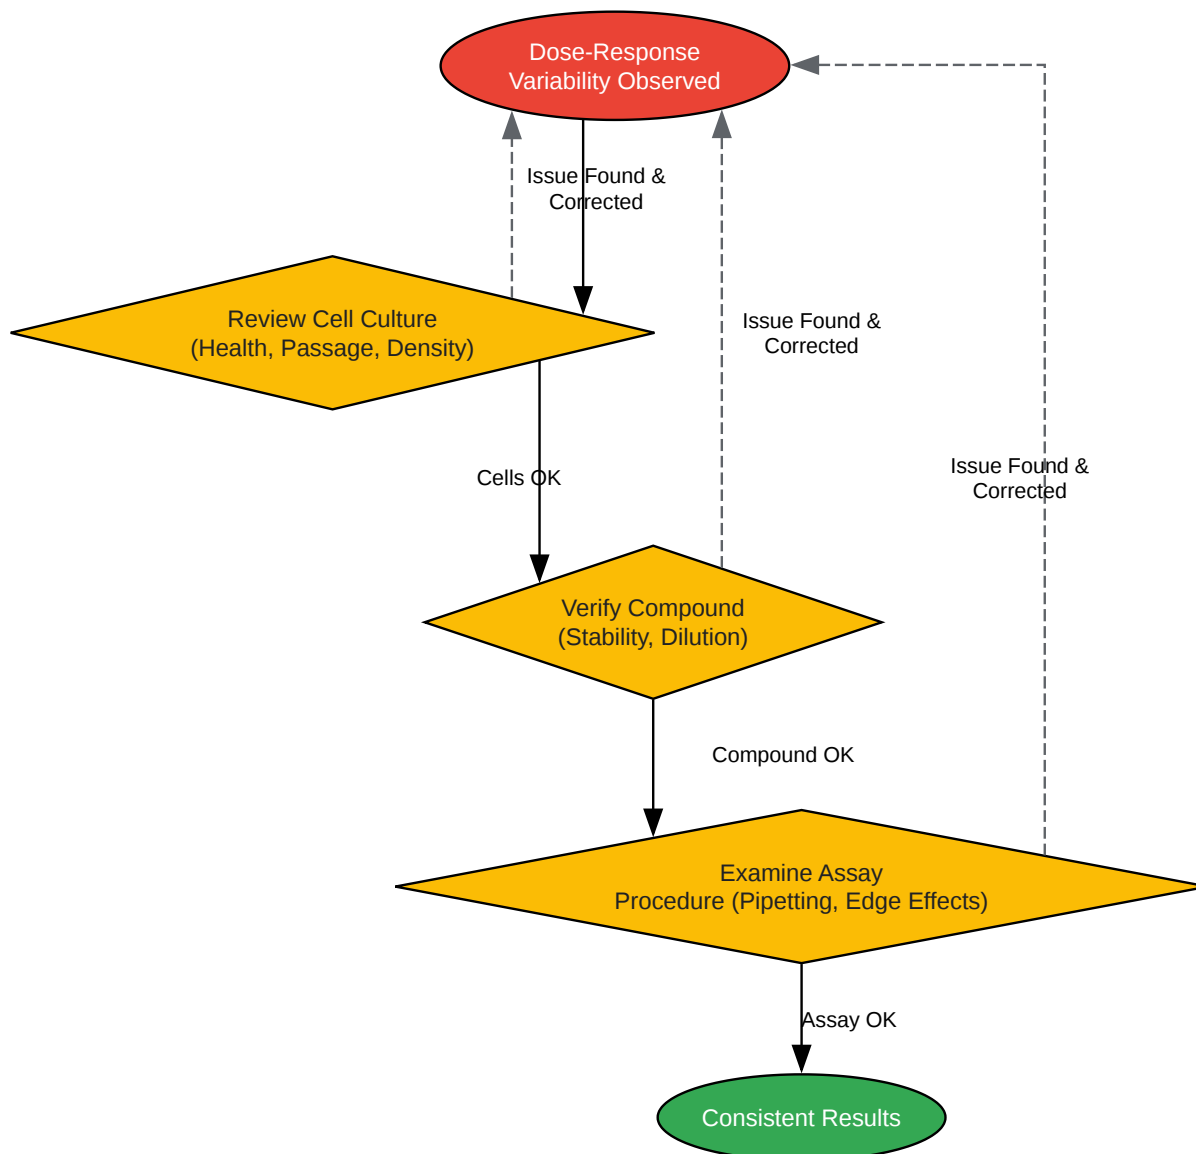 Dose-Response
Variability Observed
Issue Found &
Corrected
Review Cell Culture
(Health, Passage, Density)
Issue Found &
Corrected
Cells OK
Issue Found &
Corrected
Verify Compound
(Stability, Dilution)
Compound OK
Examine Assay
Procedure (Pipetting, Edge Effects)
Assay OK
Consistent Results